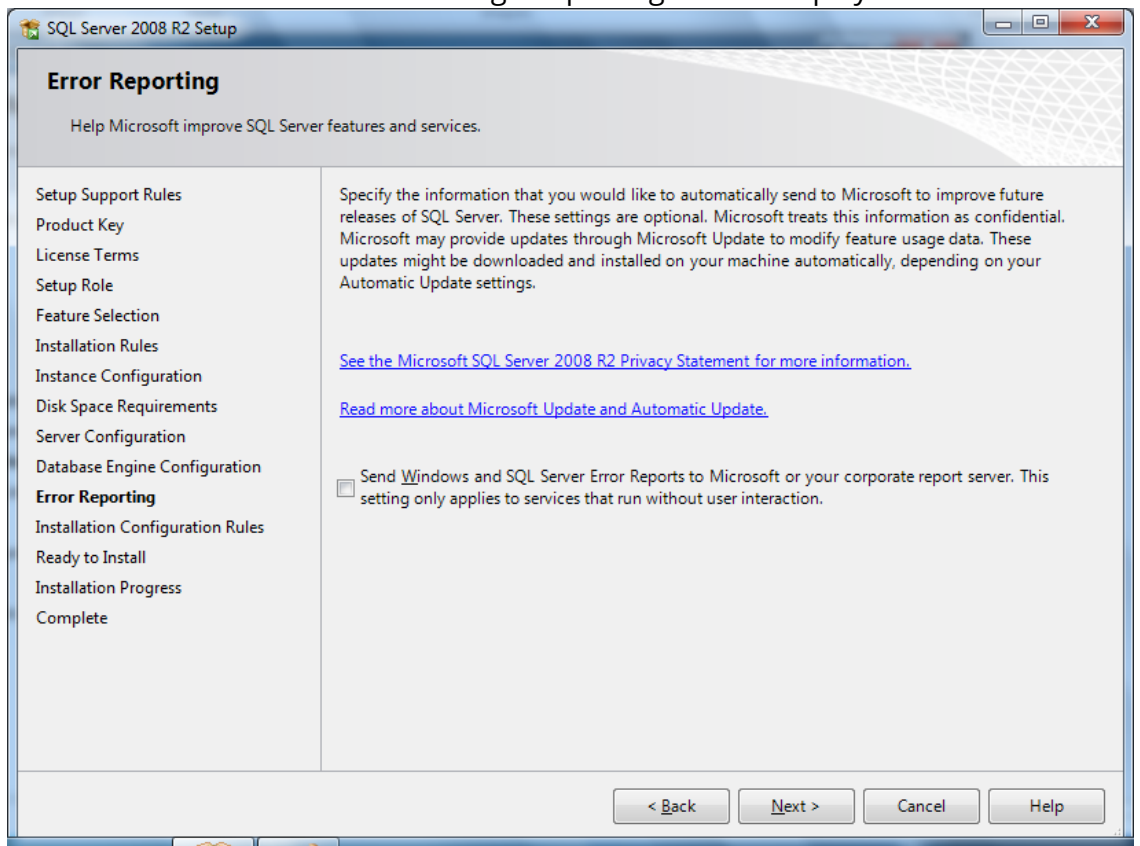 SQL Server 2008 R2 Setup
Error Reporting
Help Microsoft improve SQL Server features and services.
Setup Support Rules
Product Key
License Terms
Setup Role
Feature Selection
Installation Rules
Instance Configuration
Disk Space Requirements
Server Configuration
Database Engine Configuration
Error Reporting
Installation Configuration Rules
Ready to Install
Installation Progress
Complete
Specify the information that you would like to automatically send to Microsoft to improve future
releases of SQL Server. These settings are optional. Microsoft treats this information as confidential.
Microsoft may provide updates through Microsoft Update to modify feature usage data. These
updates might be downloaded and installed on your machine automatically, depending on your
Automatic Update settings.
See the Microsoft SQL Server 2008 R2 Privacy Statement for more information.
Read more about Microsoft Update and Automatic Update.
Send Windows and SQL Server Error Reports to Microsoft or your corporate report server. This
setting only applies to services that run without user interaction.
< Back Next > Cancel Help